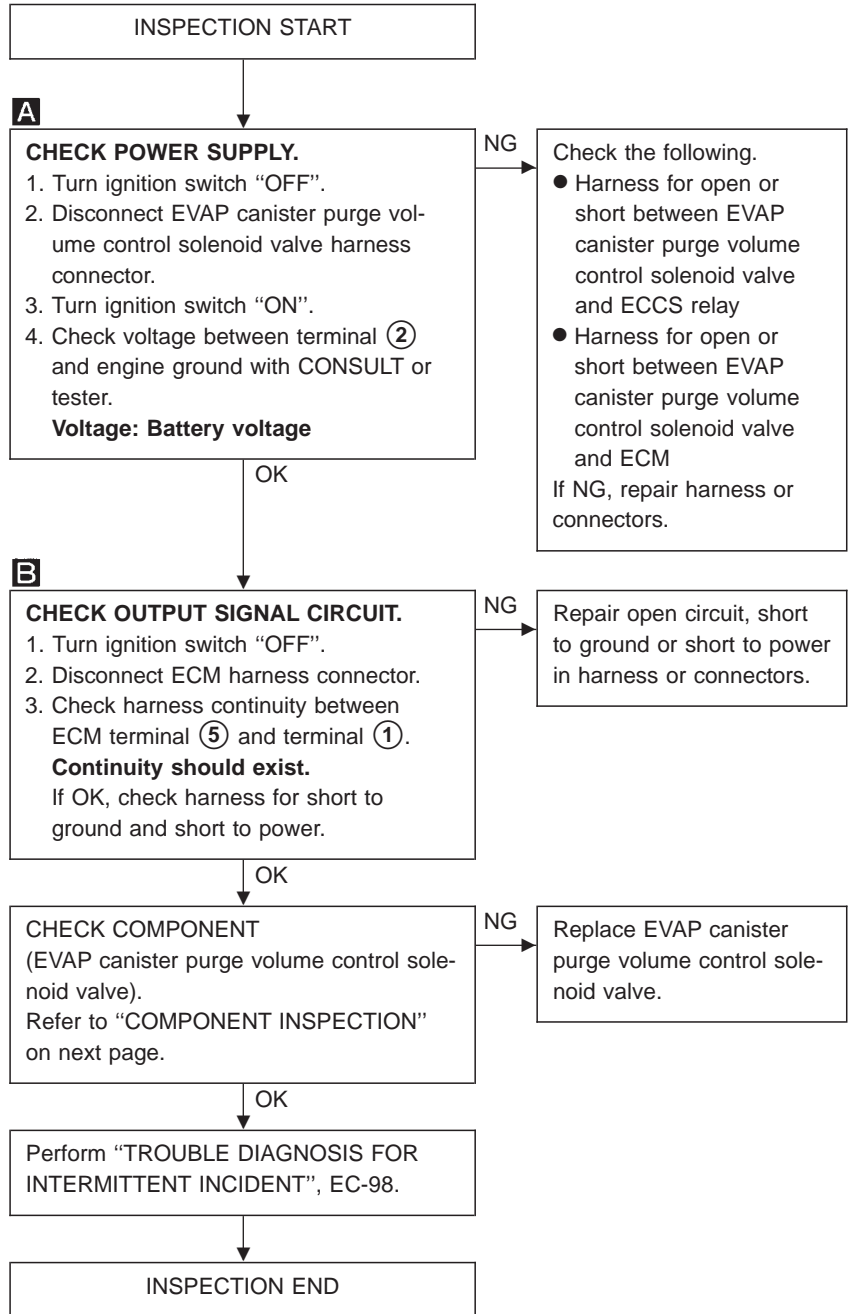 INSPECTION START
A
CHECK POWER SUPPLY.
1. Turn ignition switch “OFF”.
2. Disconnect EVAP canister purge vol-
ume control solenoid valve harness
connector.
3. Turn ignition switch “ON”.
4. Check voltage between terminal ②
and engine ground with CONSULT or
tester.
Voltage: Battery voltage
NG
Check the following.
● Harness for open or
short between EVAP
canister purge volume
control solenoid valve
and ECCS relay
● Harness for open or
short between EVAP
canister purge volume
control solenoid valve
and ECM
If NG, repair harness or
connectors.
OK
B
CHECK OUTPUT SIGNAL CIRCUIT.
1. Turn ignition switch “OFF”.
2. Disconnect ECM harness connector.
3. Check harness continuity between
ECM terminal ⑤ and terminal ①.
Continuity should exist.
If OK, check harness for short to
ground and short to power.
NG
Repair open circuit, short
to ground or short to power
in harness or connectors.
OK
CHECK COMPONENT
(EVAP canister purge volume control sole-
noid valve).
Refer to “COMPONENT INSPECTION”
on next page.
NG
Replace EVAP canister
purge volume control sole-
noid valve.
OK
Perform “TROUBLE DIAGNOSIS FOR
INTERMITTENT INCIDENT”, EC-98.
INSPECTION END